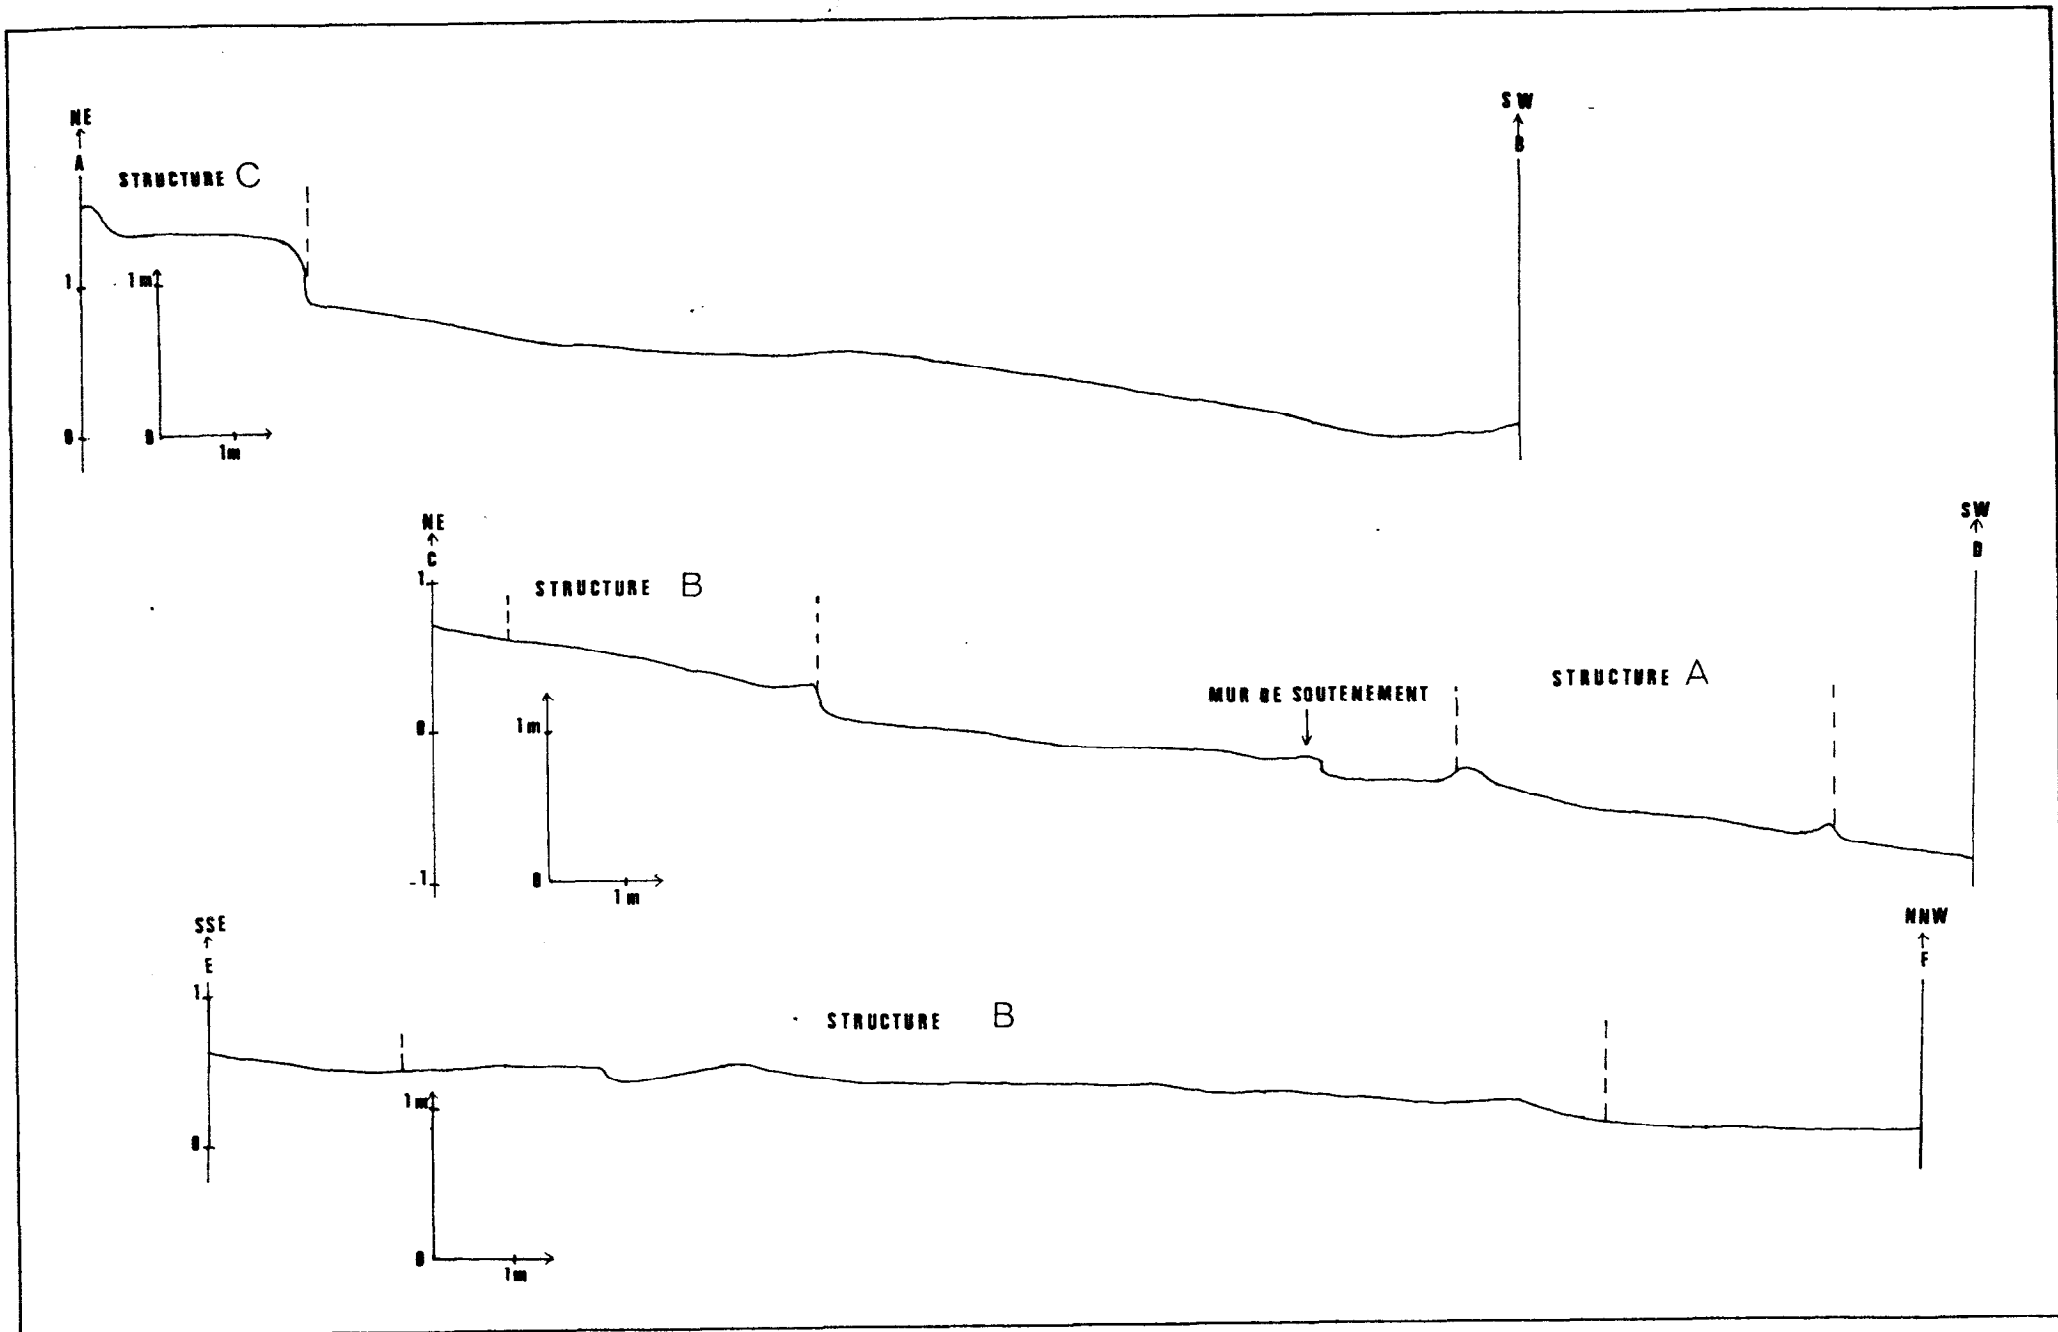 NE
SW
A
B
STRUCTURE C
1
1m
0
0
1m
NE
SW
C
D
1
STRUCTURE B
STRUCTURE A
MUR DE SOUTENEMENT
0
1m
-1
0
1m
SSE
NNW
E
F
1
STRUCTURE B
1m
0
0
1m